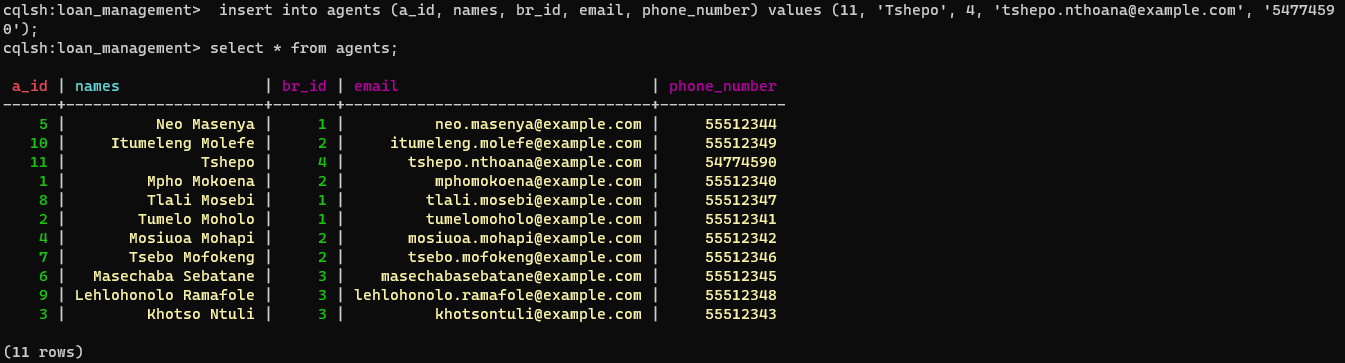 cqlsh:loan_management>  insert into agents (a_id, names, br_id, email, phone_number) values (11, 'Tshepo', 4, 'tshepo.nthoana@example.com', '5477459
0');
cqlsh:loan_management> select * from agents;
 a_id | names                | br_id | email                            | phone_number
------+----------------------+-------+----------------------------------+--------------
    5 |          Neo Masenya |     1 |          neo.masenya@example.com |     55512344
   10 |     Itumeleng Molefe |     2 |     itumeleng.molefe@example.com |     55512349
   11 |               Tshepo |     4 |       tshepo.nthoana@example.com |     54774590
    1 |         Mpho Mokoena |     2 |          mphomokoena@example.com |     55512340
    8 |         Tlali Mosebi |     1 |         tlali.mosebi@example.com |     55512347
    2 |        Tumelo Moholo |     1 |         tumelomoholo@example.com |     55512341
    4 |       Mosiuoa Mohapi |     2 |       mosiuoa.mohapi@example.com |     55512342
    7 |       Tsebo Mofokeng |     2 |       tsebo.mofokeng@example.com |     55512346
    6 |   Masechaba Sebatane |     3 |    masechabasebatane@example.com |     55512345
    9 | Lehlohonolo Ramafole |     3 | lehlohonolo.ramafole@example.com |     55512348
    3 |         Khotso Ntuli |     3 |          khotsontuli@example.com |     55512343
(11 rows)